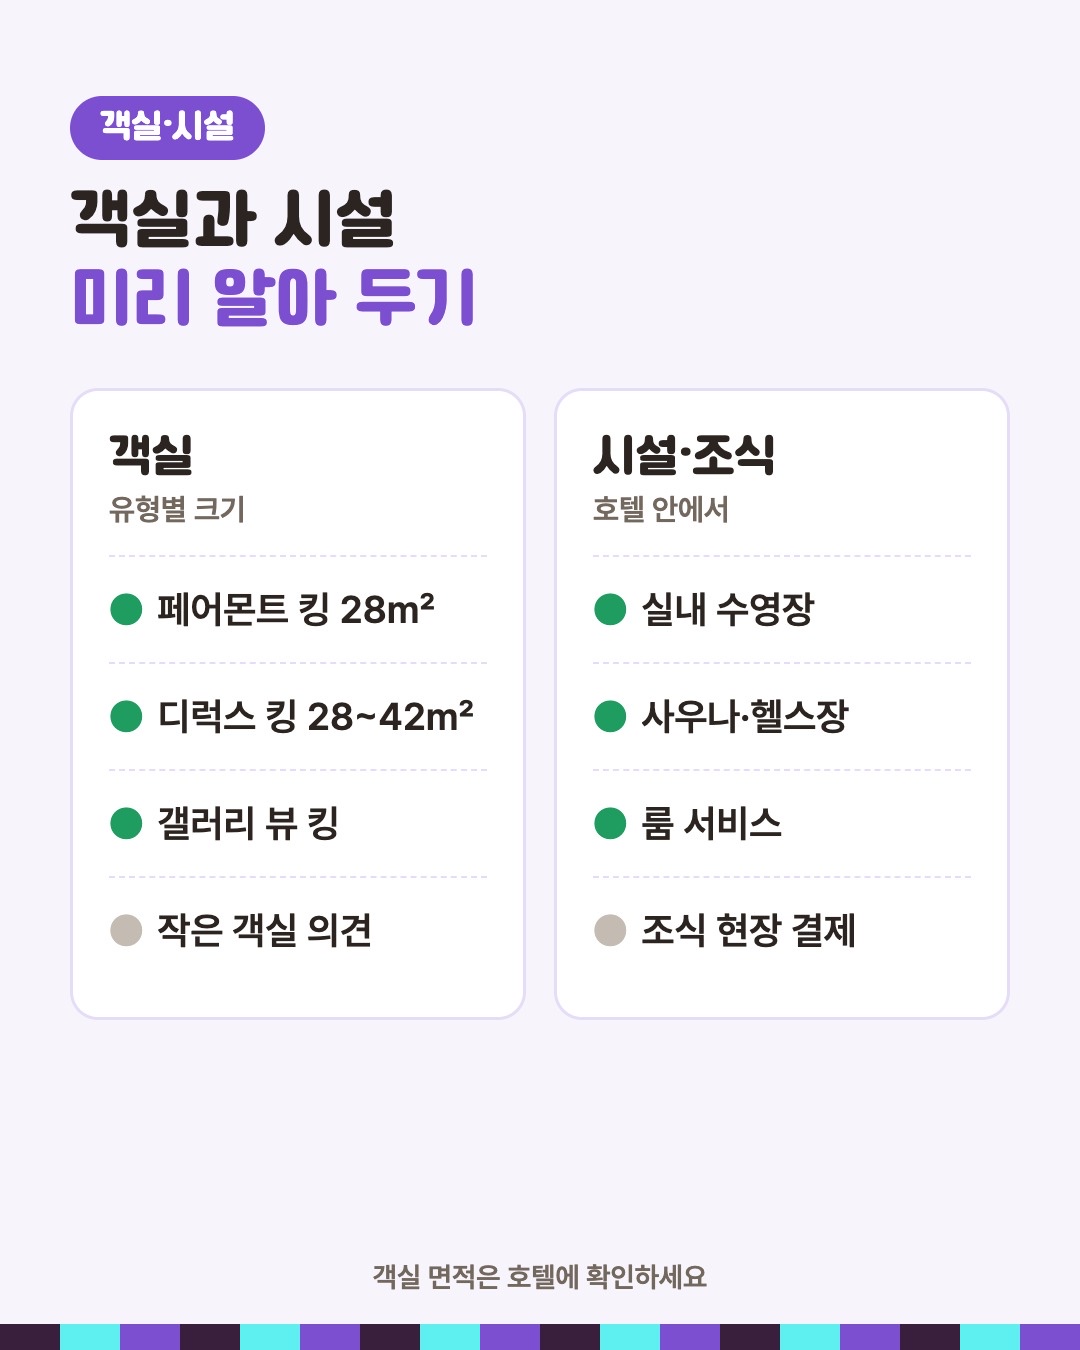 객실·시설
객실과 시설
미리 알아 두기
객실
유형별 크기
페어몬트 킹 28m²
디럭스 킹 28~42m²
갤러리 뷰 킹
작은 객실 의견
시설·조식
호텔 안에서
실내 수영장
사우나·헬스장
룸 서비스
조식 현장 결제
객실 면적은 호텔에 확인하세요